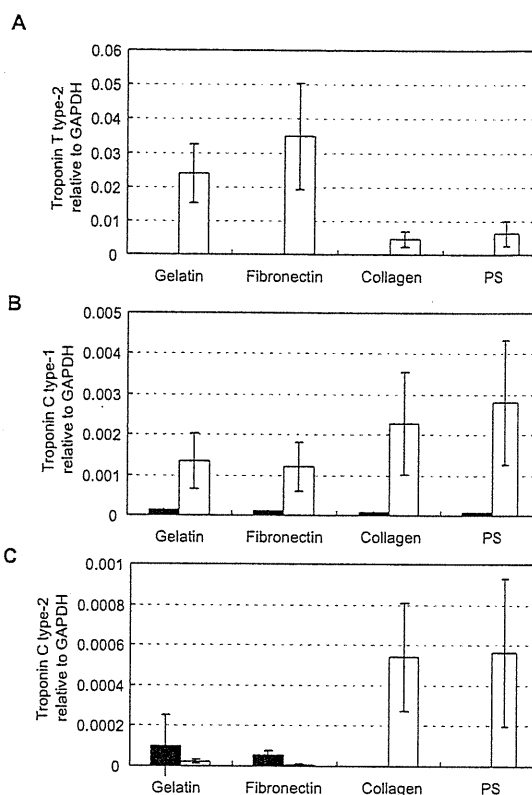 A
Troponin T type-2
relative to GAPDH
0.06
0.05
0.04
0.03
0.02
0.01
0
Gelatin Fibronectin Collagen PS
B
Troponin C type-1
relative to GAPDH
0.005
0.004
0.003
0.002
0.001
0
Gelatin Fibronectin Collagen PS
C
Troponin C type-2
relative to GAPDH
0.001
0.0008
0.0006
0.0004
0.0002
0
Gelatin Fibronectin Collagen PS